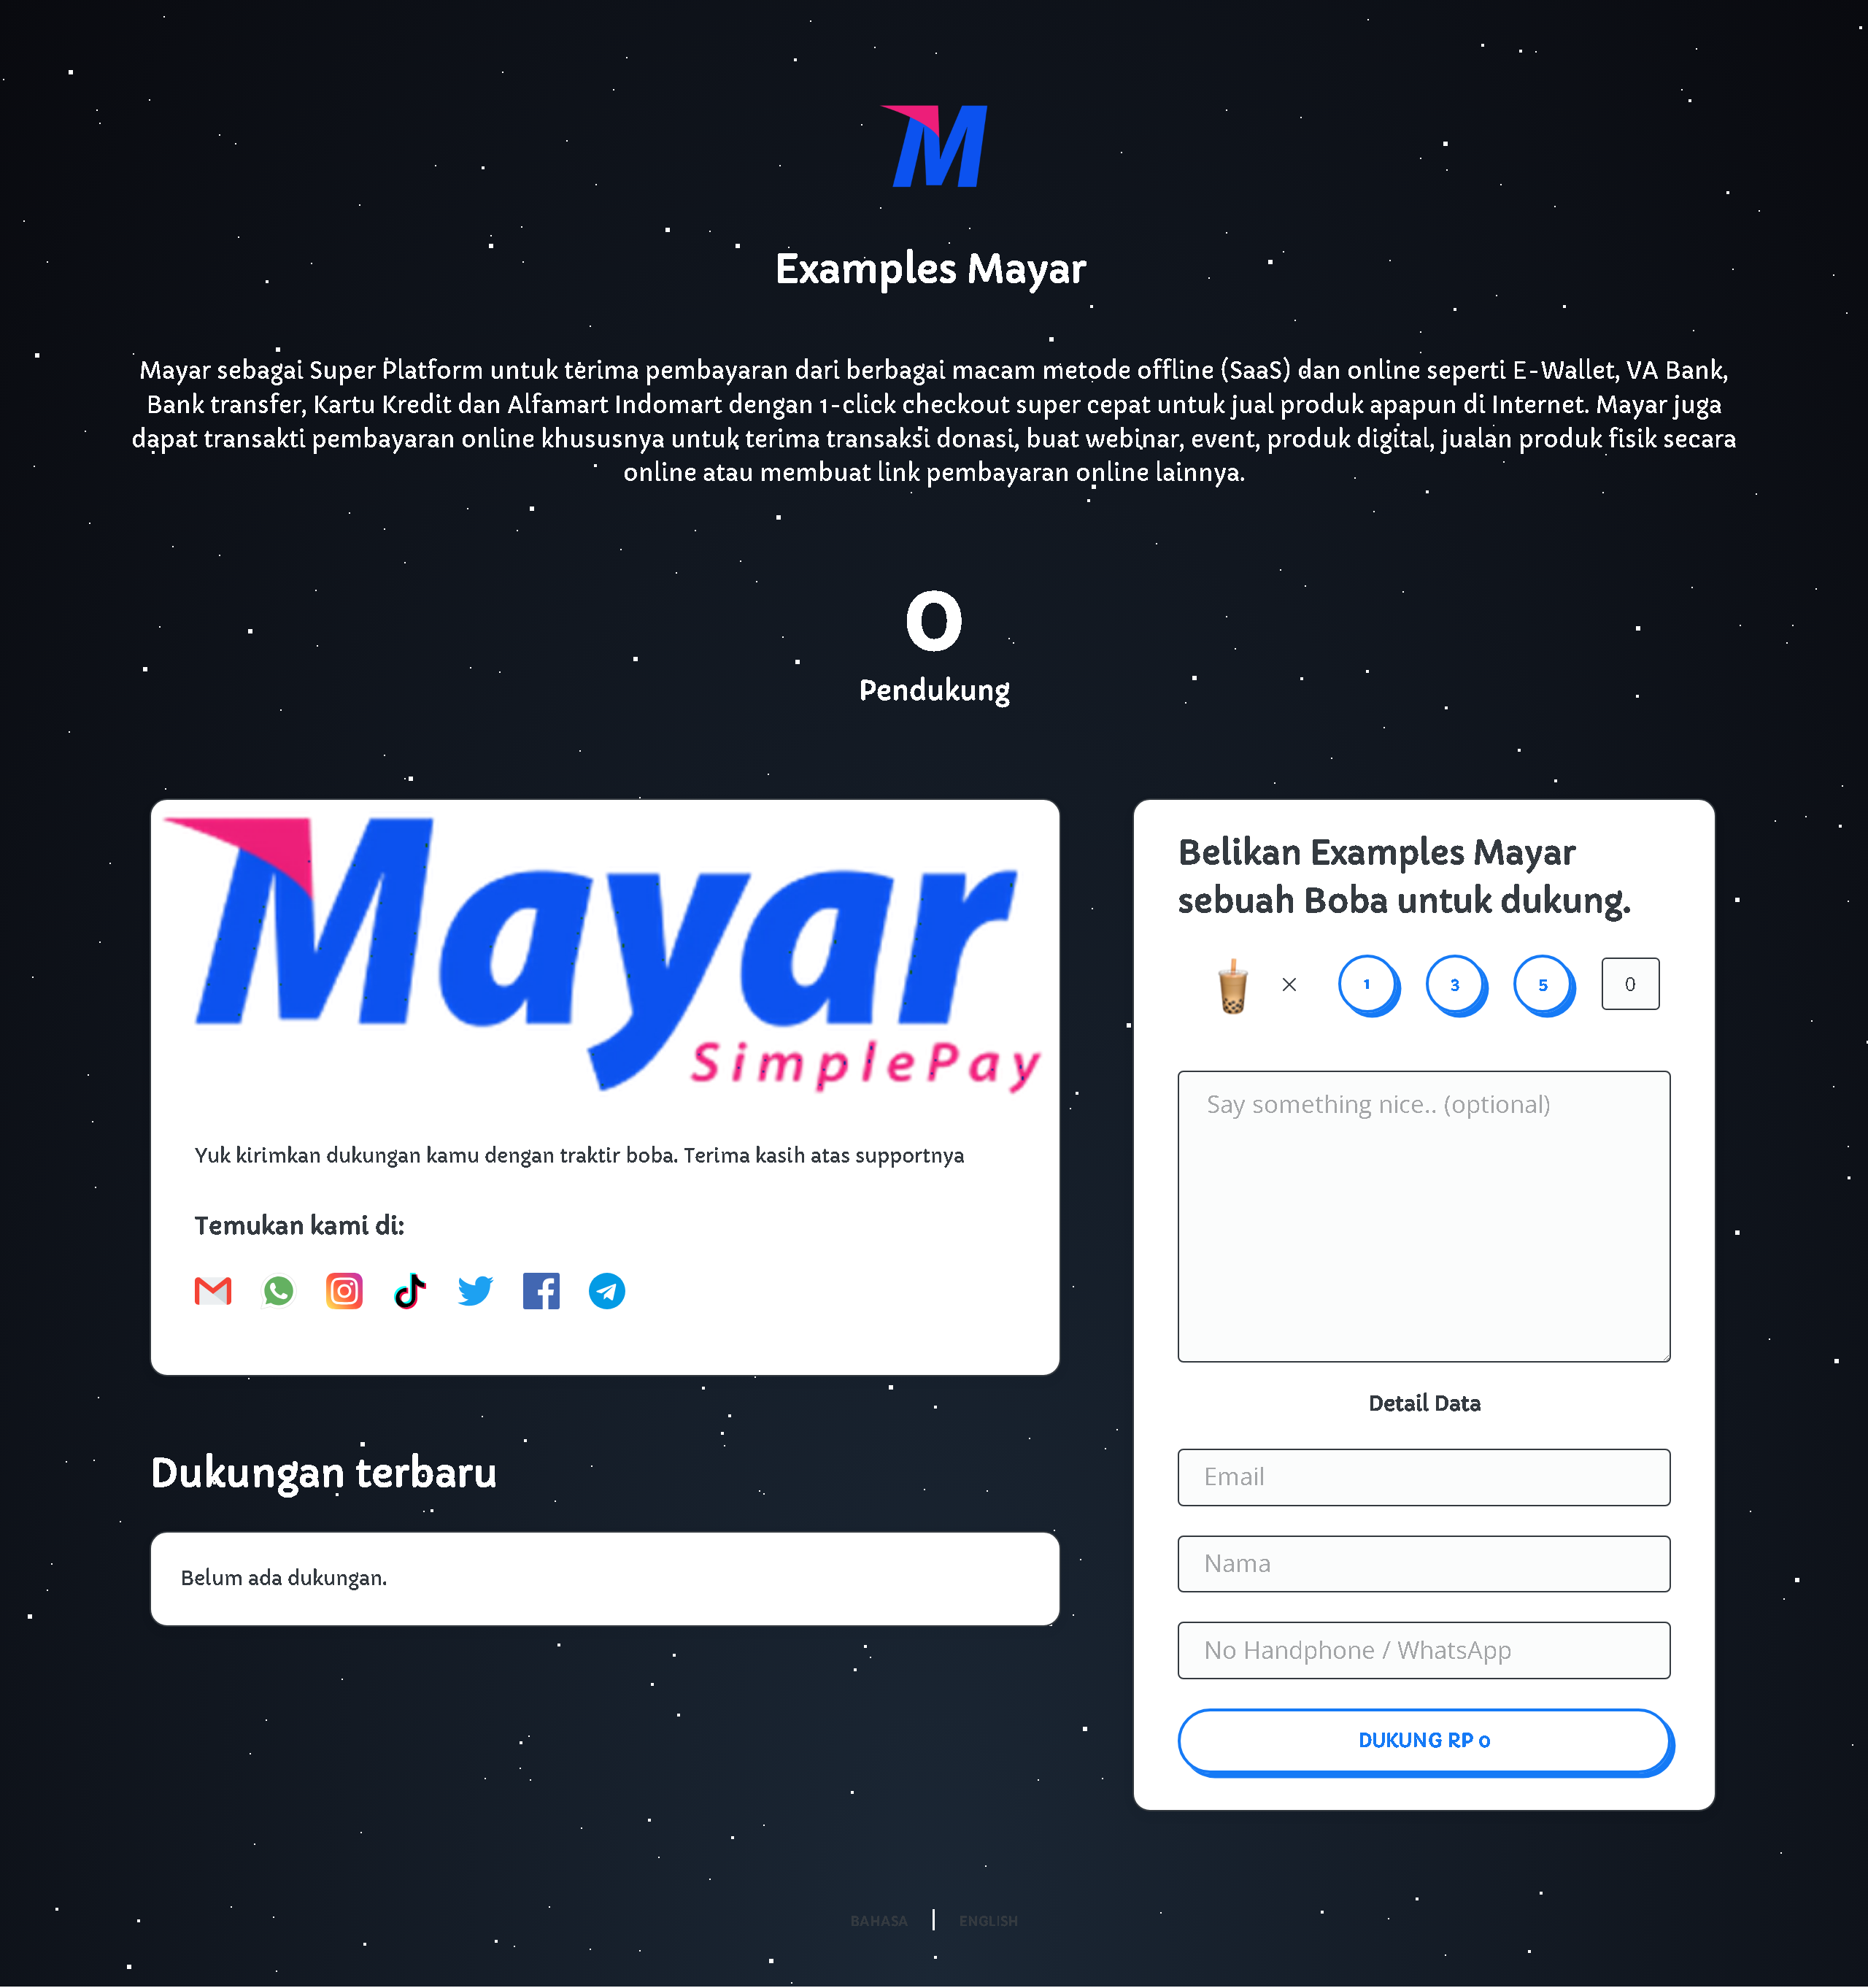 M
Examples Mayar
Mayar sebagai Super Platform untuk terima pembayaran dari berbagai macam metode offline (SaaS) dan online seperti E-Wallet, VA Bank,
Bank transfer, Kartu Kredit dan Alfamart Indomart dengan 1-click checkout super cepat untuk jual produk apapun di Internet. Mayar juga
dapat transakti pembayaran online khususnya untuk terima transaksi donasi, buat webinar, event, produk digital, jualan produk fisik secara
online atau membuat link pembayaran online lainnya.
0
Pendukung
Mayar
SimplePay
Yuk kirimkan dukungan kamu dengan traktir boba. Terima kasih atas supportnya
Temukan kami di:
Dukungan terbaru
Belum ada dukungan.
Belikan Examples Mayar
sebuah Boba untuk dukung.
× 1 3 5 0
Say something nice.. (optional)
Detail Data
Email
Nama
No Handphone / WhatsApp
DUKUNG RP 0
BAHASA | ENGLISH